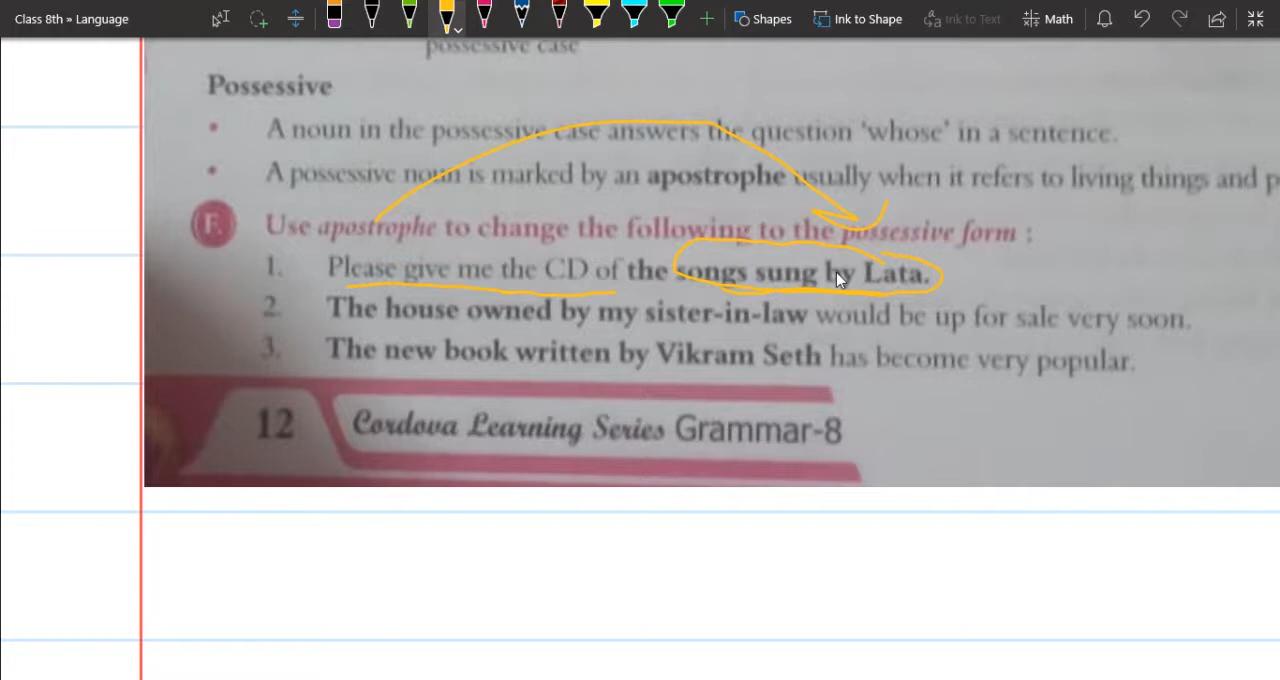 Class 8th » Language
Shapes
Ink to Shape
Ink to Text
Math
possessive case
Possessive
• A noun in the possessive case answers the question 'whose' in a sentence.
• A possessive noun is marked by an apostrophe usually when it refers to living things and p
F. Use apostrophe to change the following to the possessive form :
1. Please give me the CD of the songs sung by Lata.
2. The house owned by my sister-in-law would be up for sale very soon.
3. The new book written by Vikram Seth has become very popular.
12 Cordova Learning Series Grammar-8